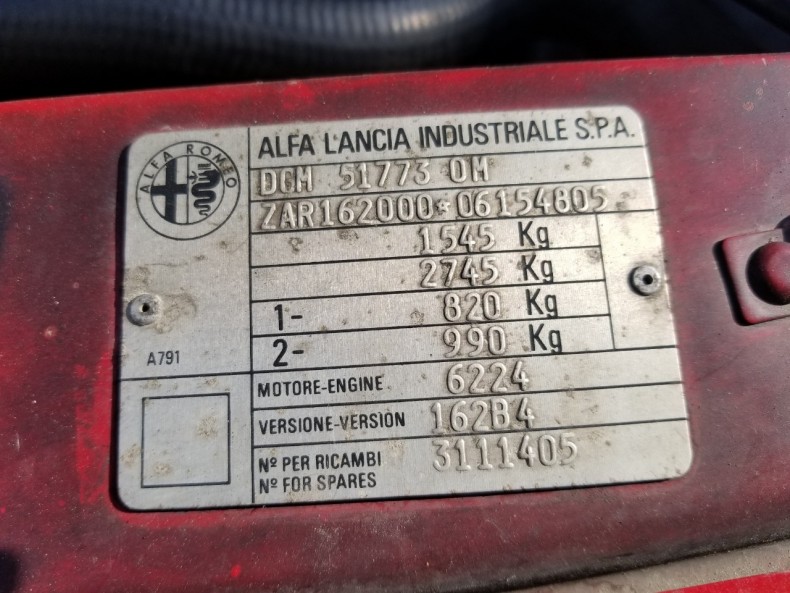 ALFA ROMEO
ALFA LANCIA INDUSTRIALE S.P.A.
DGM 51773 OM
ZAR162000*06154805
1545 Kg
2745 Kg
1- 820 Kg
2- 990 Kg
A791
MOTORE-ENGINE 6224
VERSIONE-VERSION 162B4
Nº PER RICAMBI 3111405
Nº FOR SPARES